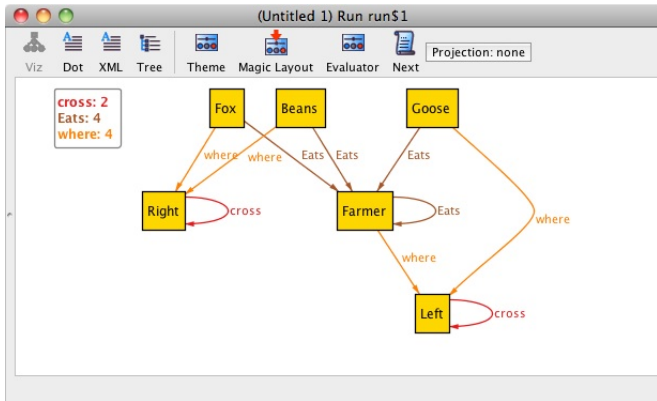 (Untitled 1) Run run$1
Viz Dot XML Tree Theme Magic Layout Evaluator Next Projection: none
cross: 2
Eats: 4
where: 4
Fox Beans Goose
where where Eats Eats Eats
Right cross Farmer Eats where
where
Left cross